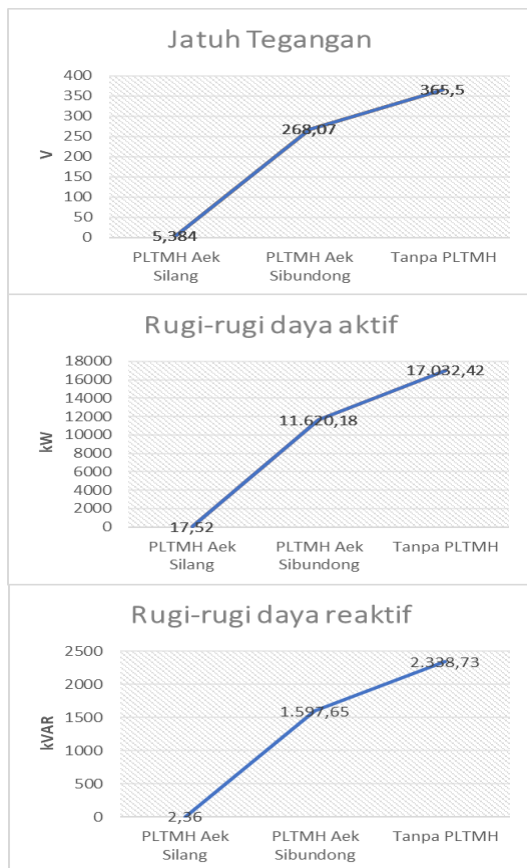 Jatuh Tegangan
400
350
300
250
200
150
100
50
0
V
5,384
268,07
365,5
PLTMH Aek Silang
PLTMH Aek Sibundong
Tanpa PLTMH
Rugi-rugi daya aktif
18000
16000
14000
12000
10000
8000
6000
4000
2000
0
kW
17,52
11.620,18
17.032,42
PLTMH Aek Silang
PLTMH Aek Sibundong
Tanpa PLTMH
Rugi-rugi daya reaktif
2500
2000
1500
1000
500
0
kVAR
2,36
1.597,65
2.338,73
PLTMH Aek Silang
PLTMH Aek Sibundong
Tanpa PLTMH